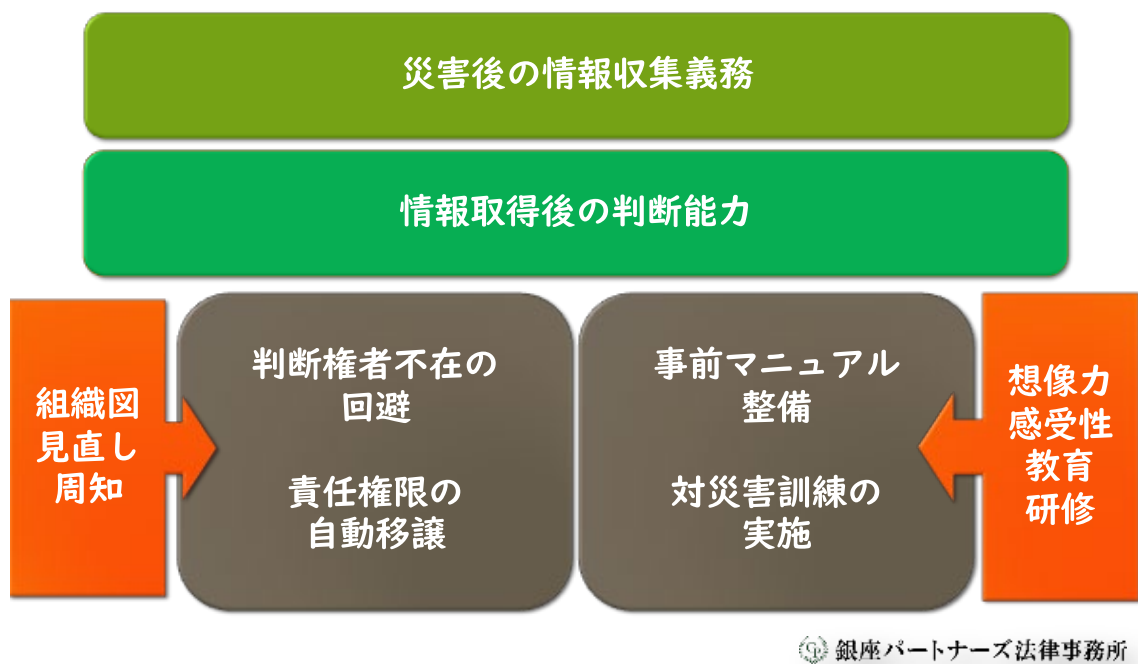 災害後の情報収集義務
情報取得後の判断能力
組織図
見直し
周知
判断権者不在の
回避
責任権限の
自動移譲
事前マニュアル
整備
対災害訓練の
実施
想像力
感受性
教育
研修
銀座パートナーズ法律事務所